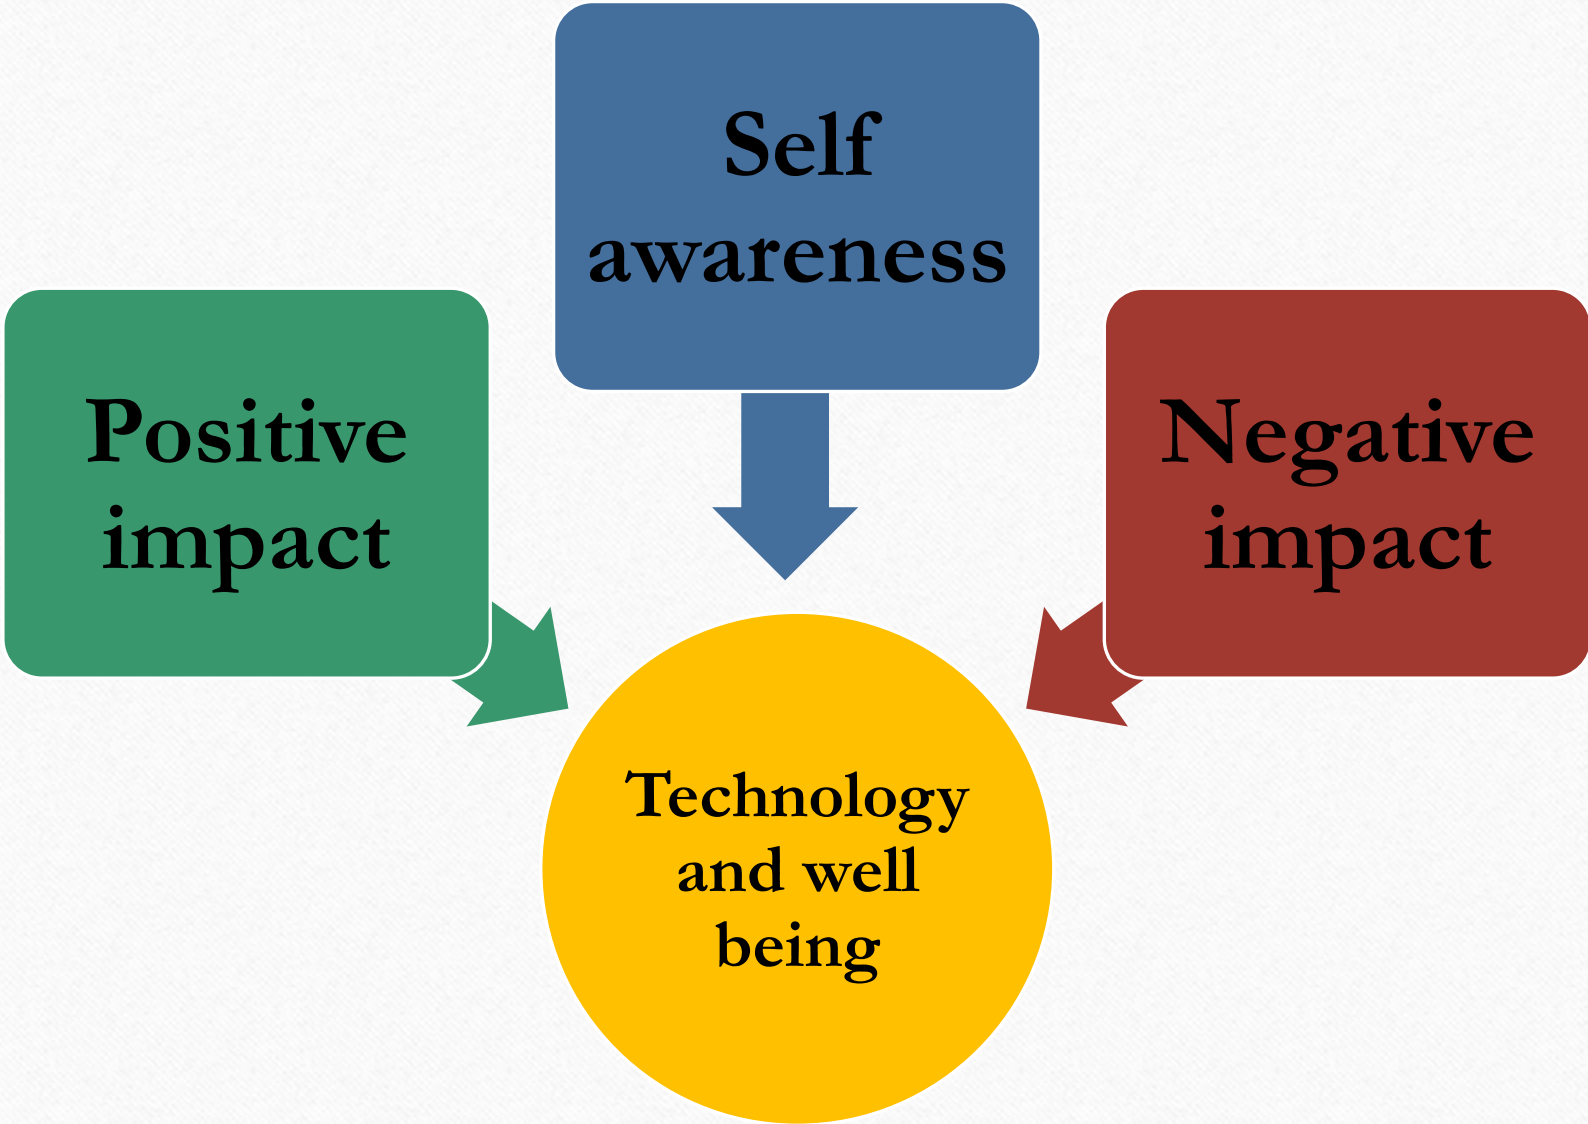 Self
awareness
Positive
impact
Negative
impact
Technology
and well
being